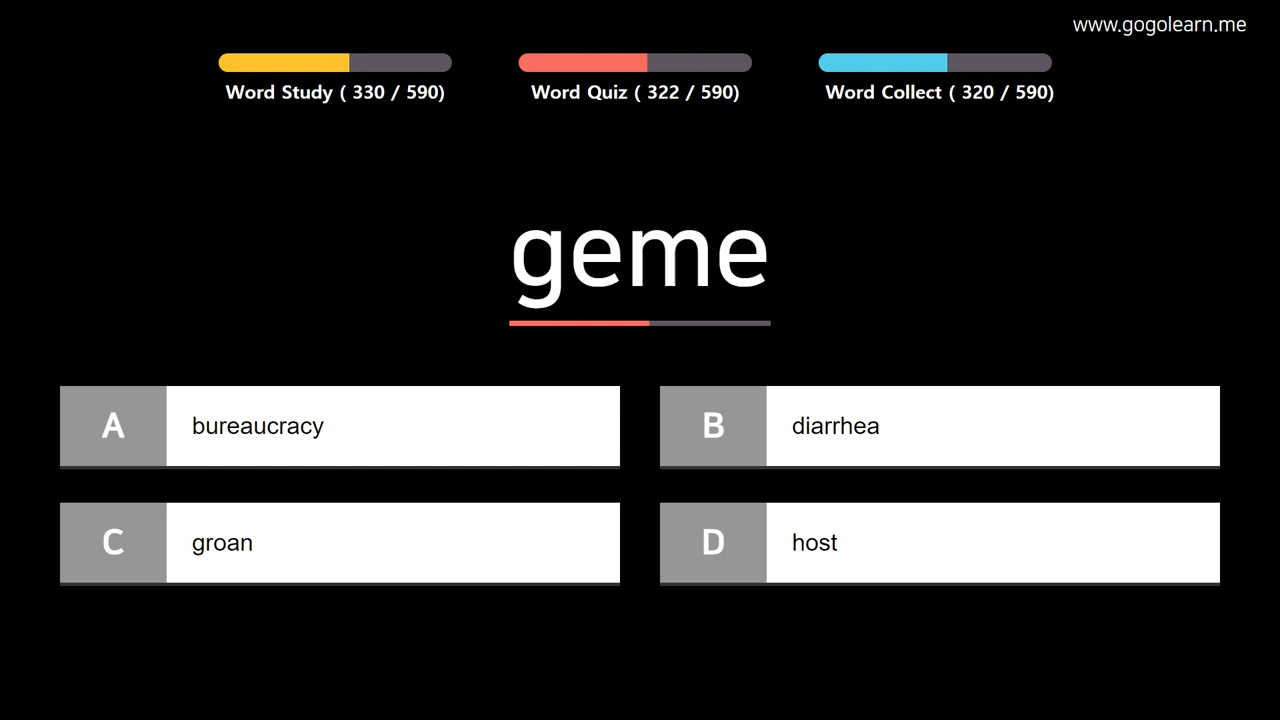 www.gogolearn.me
Word Study ( 330 / 590)
Word Quiz ( 322 / 590)
Word Collect ( 320 / 590)
geme
A bureaucracy
B diarrhea
C groan
D host